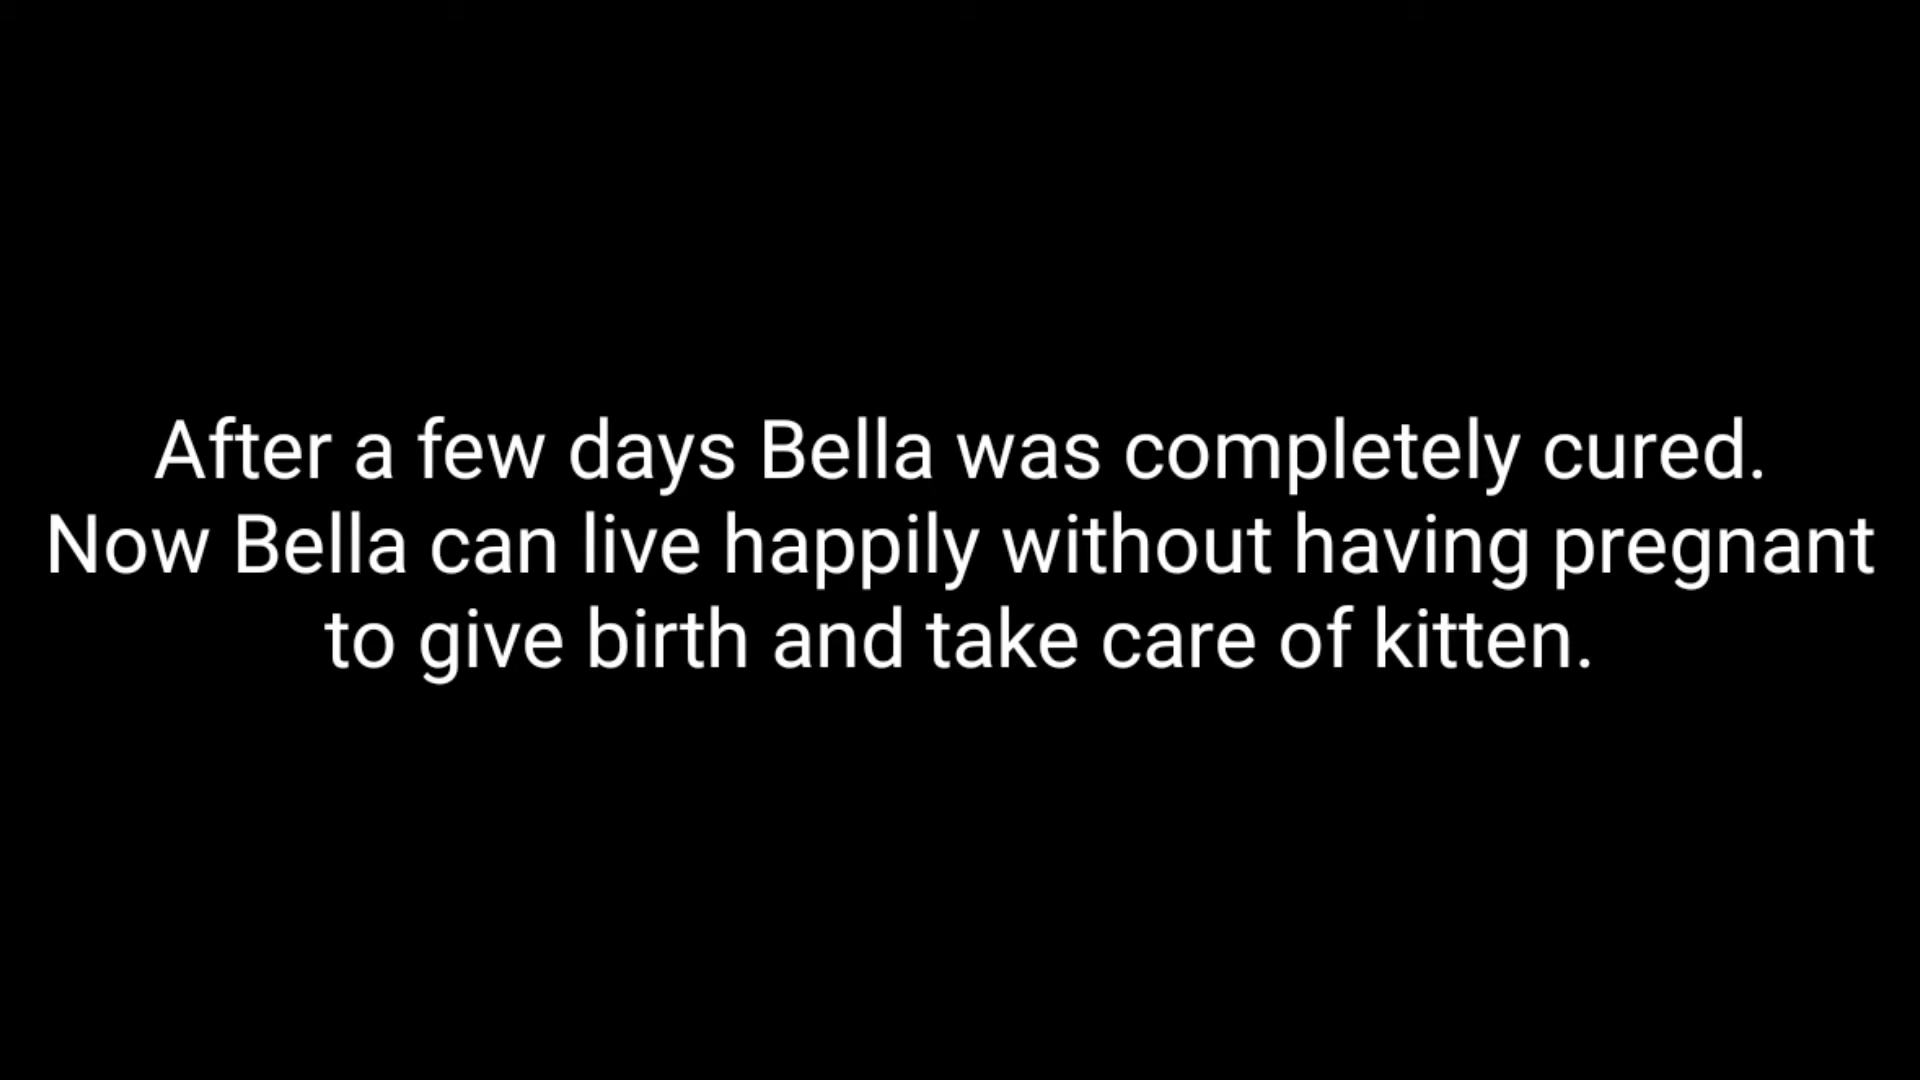 After a few days Bella was completely cured.
Now Bella can live happily without having pregnant
to give birth and take care of kitten.